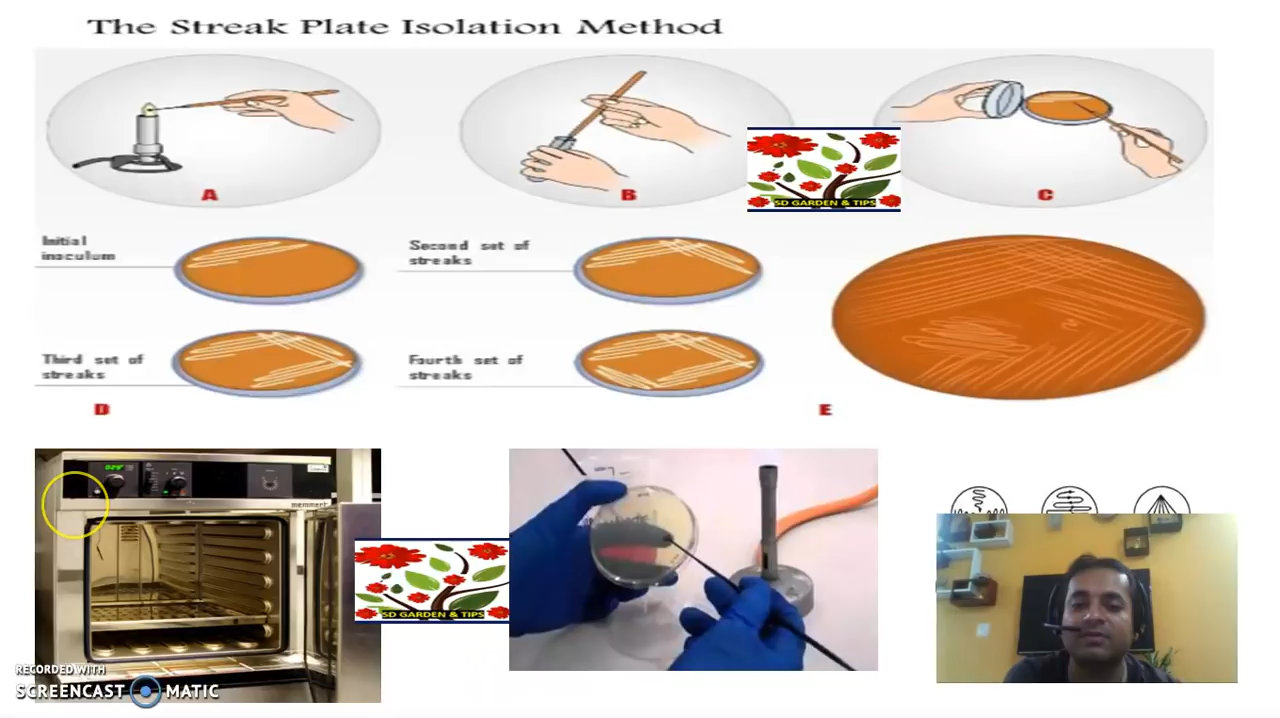 The Streak Plate Isolation Method
A
B
C
SD GARDEN & TIPS
Initial
inoculum
Second set of
streaks
Third set of
streaks
Fourth set of
streaks
D
E
memmert
SD GARDEN & TIPS
RECORDED WITH
SCREENCAST MATIC